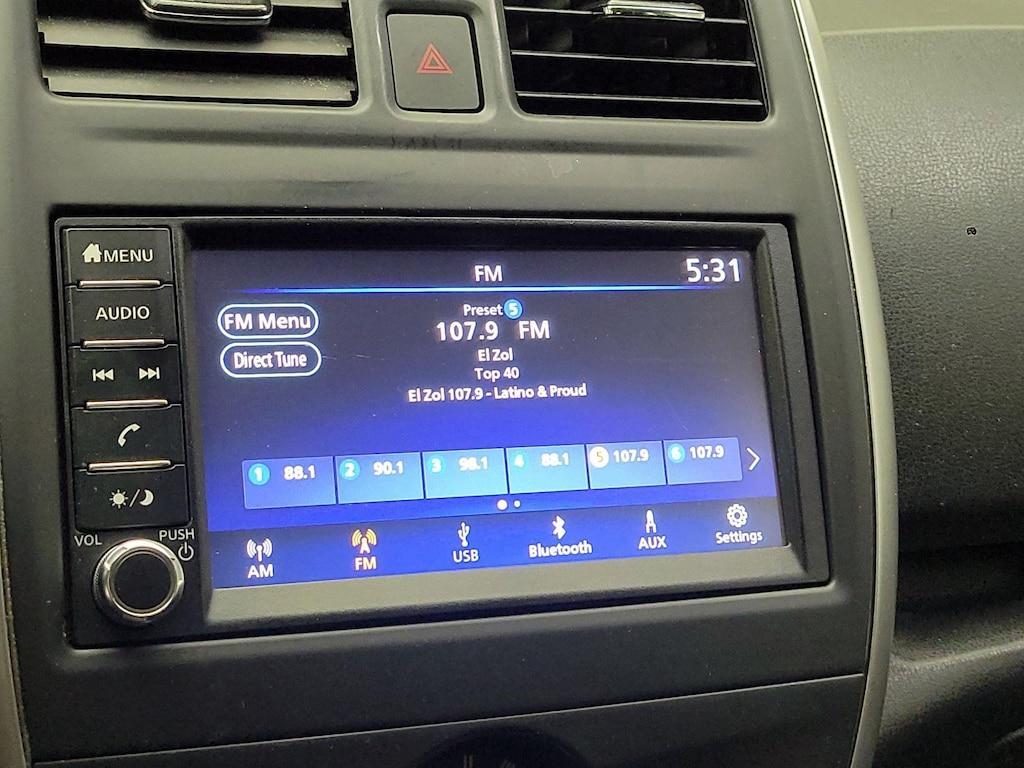 MENU
AUDIO
VOL
PUSH
FM
5:31
FM Menu
Direct Tune
Preset 5
107.9 FM
El Zol
Top 40
El Zol 107.9 - Latino & Proud
1 88.1
2 90.1
3 98.1
4 88.1
5 107.9
6 107.9
AM
FM
USB
Bluetooth
AUX
Settings